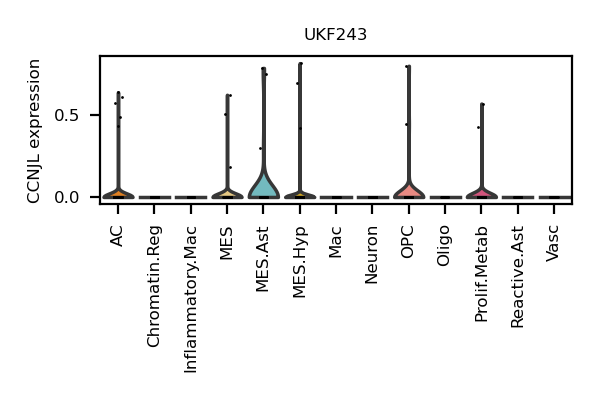 UKF243
CCNJL expression
0.5
0.0
AC
Chromatin.Reg
Inflammatory.Mac
MES
MES.Ast
MES.Hyp
Mac
Neuron
OPC
Oligo
Prolif.Metab
Reactive.Ast
Vasc